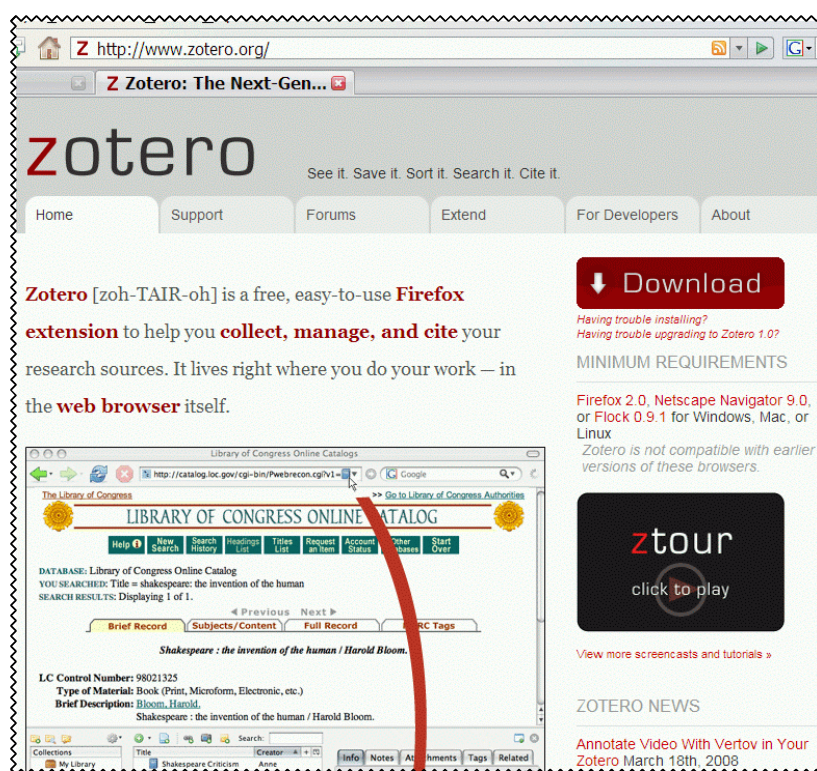 Z http://www.zotero.org/
Z Zotero: The Next-Gen...
zotero
See it. Save it. Sort it. Search it. Cite it.
Home Support Forums Extend For Developers About
Zotero [zoh-TAIR-oh] is a free, easy-to-use Firefox
extension to help you collect, manage, and cite your
research sources. It lives right where you do your work — in
the web browser itself.
Library of Congress Online Catalogs
http://catalog.loc.gov/cgi-bin/Pwebrecon.cgi?v1=
Google
The Library of Congress
>> Go to Library of Congress Authorities
LIBRARY OF CONGRESS ONLINE CATALOG
Help New Search Search History Headings List Titles List Request an Item Account Status Other Start Over
DATABASE: Library of Congress Online Catalog
YOU SEARCHED: Title = shakespeare: the invention of the human
SEARCH RESULTS: Displaying 1 of 1.
◀ Previous Next ▶
Brief Record Subjects/Content Full Record RC Tags
Shakespeare : the invention of the human / Harold Bloom.
LC Control Number: 98021325
Type of Material: Book (Print, Microform, Electronic, etc.)
Brief Description: Bloom, Harold.
Shakespeare : the invention of the human / Harold Bloom.
Search:
Collections Title Creator
My Library Shakespeare Criticism Anne
Info Notes Tags Related
Download
Having trouble installing?
Having trouble upgrading to Zotero 1.0?
MINIMUM REQUIREMENTS
Firefox 2.0, Netscape Navigator 9.0,
or Flock 0.9.1 for Windows, Mac, or
Linux
Zotero is not compatible with earlier
versions of these browsers.
ztour
click to play
View more screencasts and tutorials »
ZOTERO NEWS
Annotate Video With Vertov in Your
Zotero March 18th, 2008